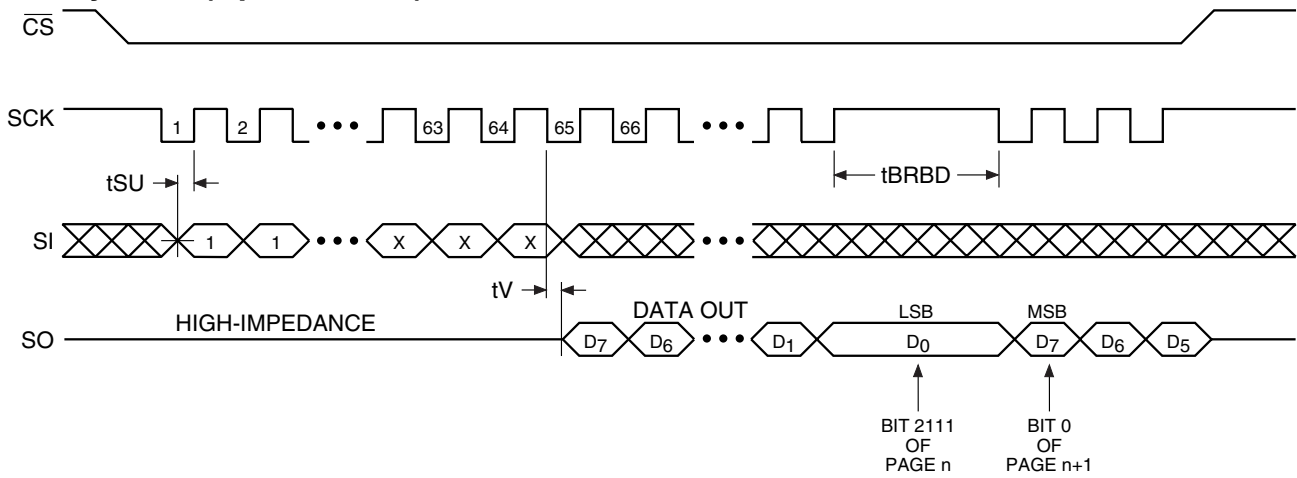 CS
SCK
1 2 ••• 63 64 65 66 •••
tSU
tBRBD
SI
1 1 ••• X X X •••
tV
HIGH-IMPEDANCE
DATA OUT
LSB
MSB
SO
D7 D6 ••• D1 D0 D7 D6 D5
BIT 2111
OF
PAGE n
BIT 0
OF
PAGE n+1